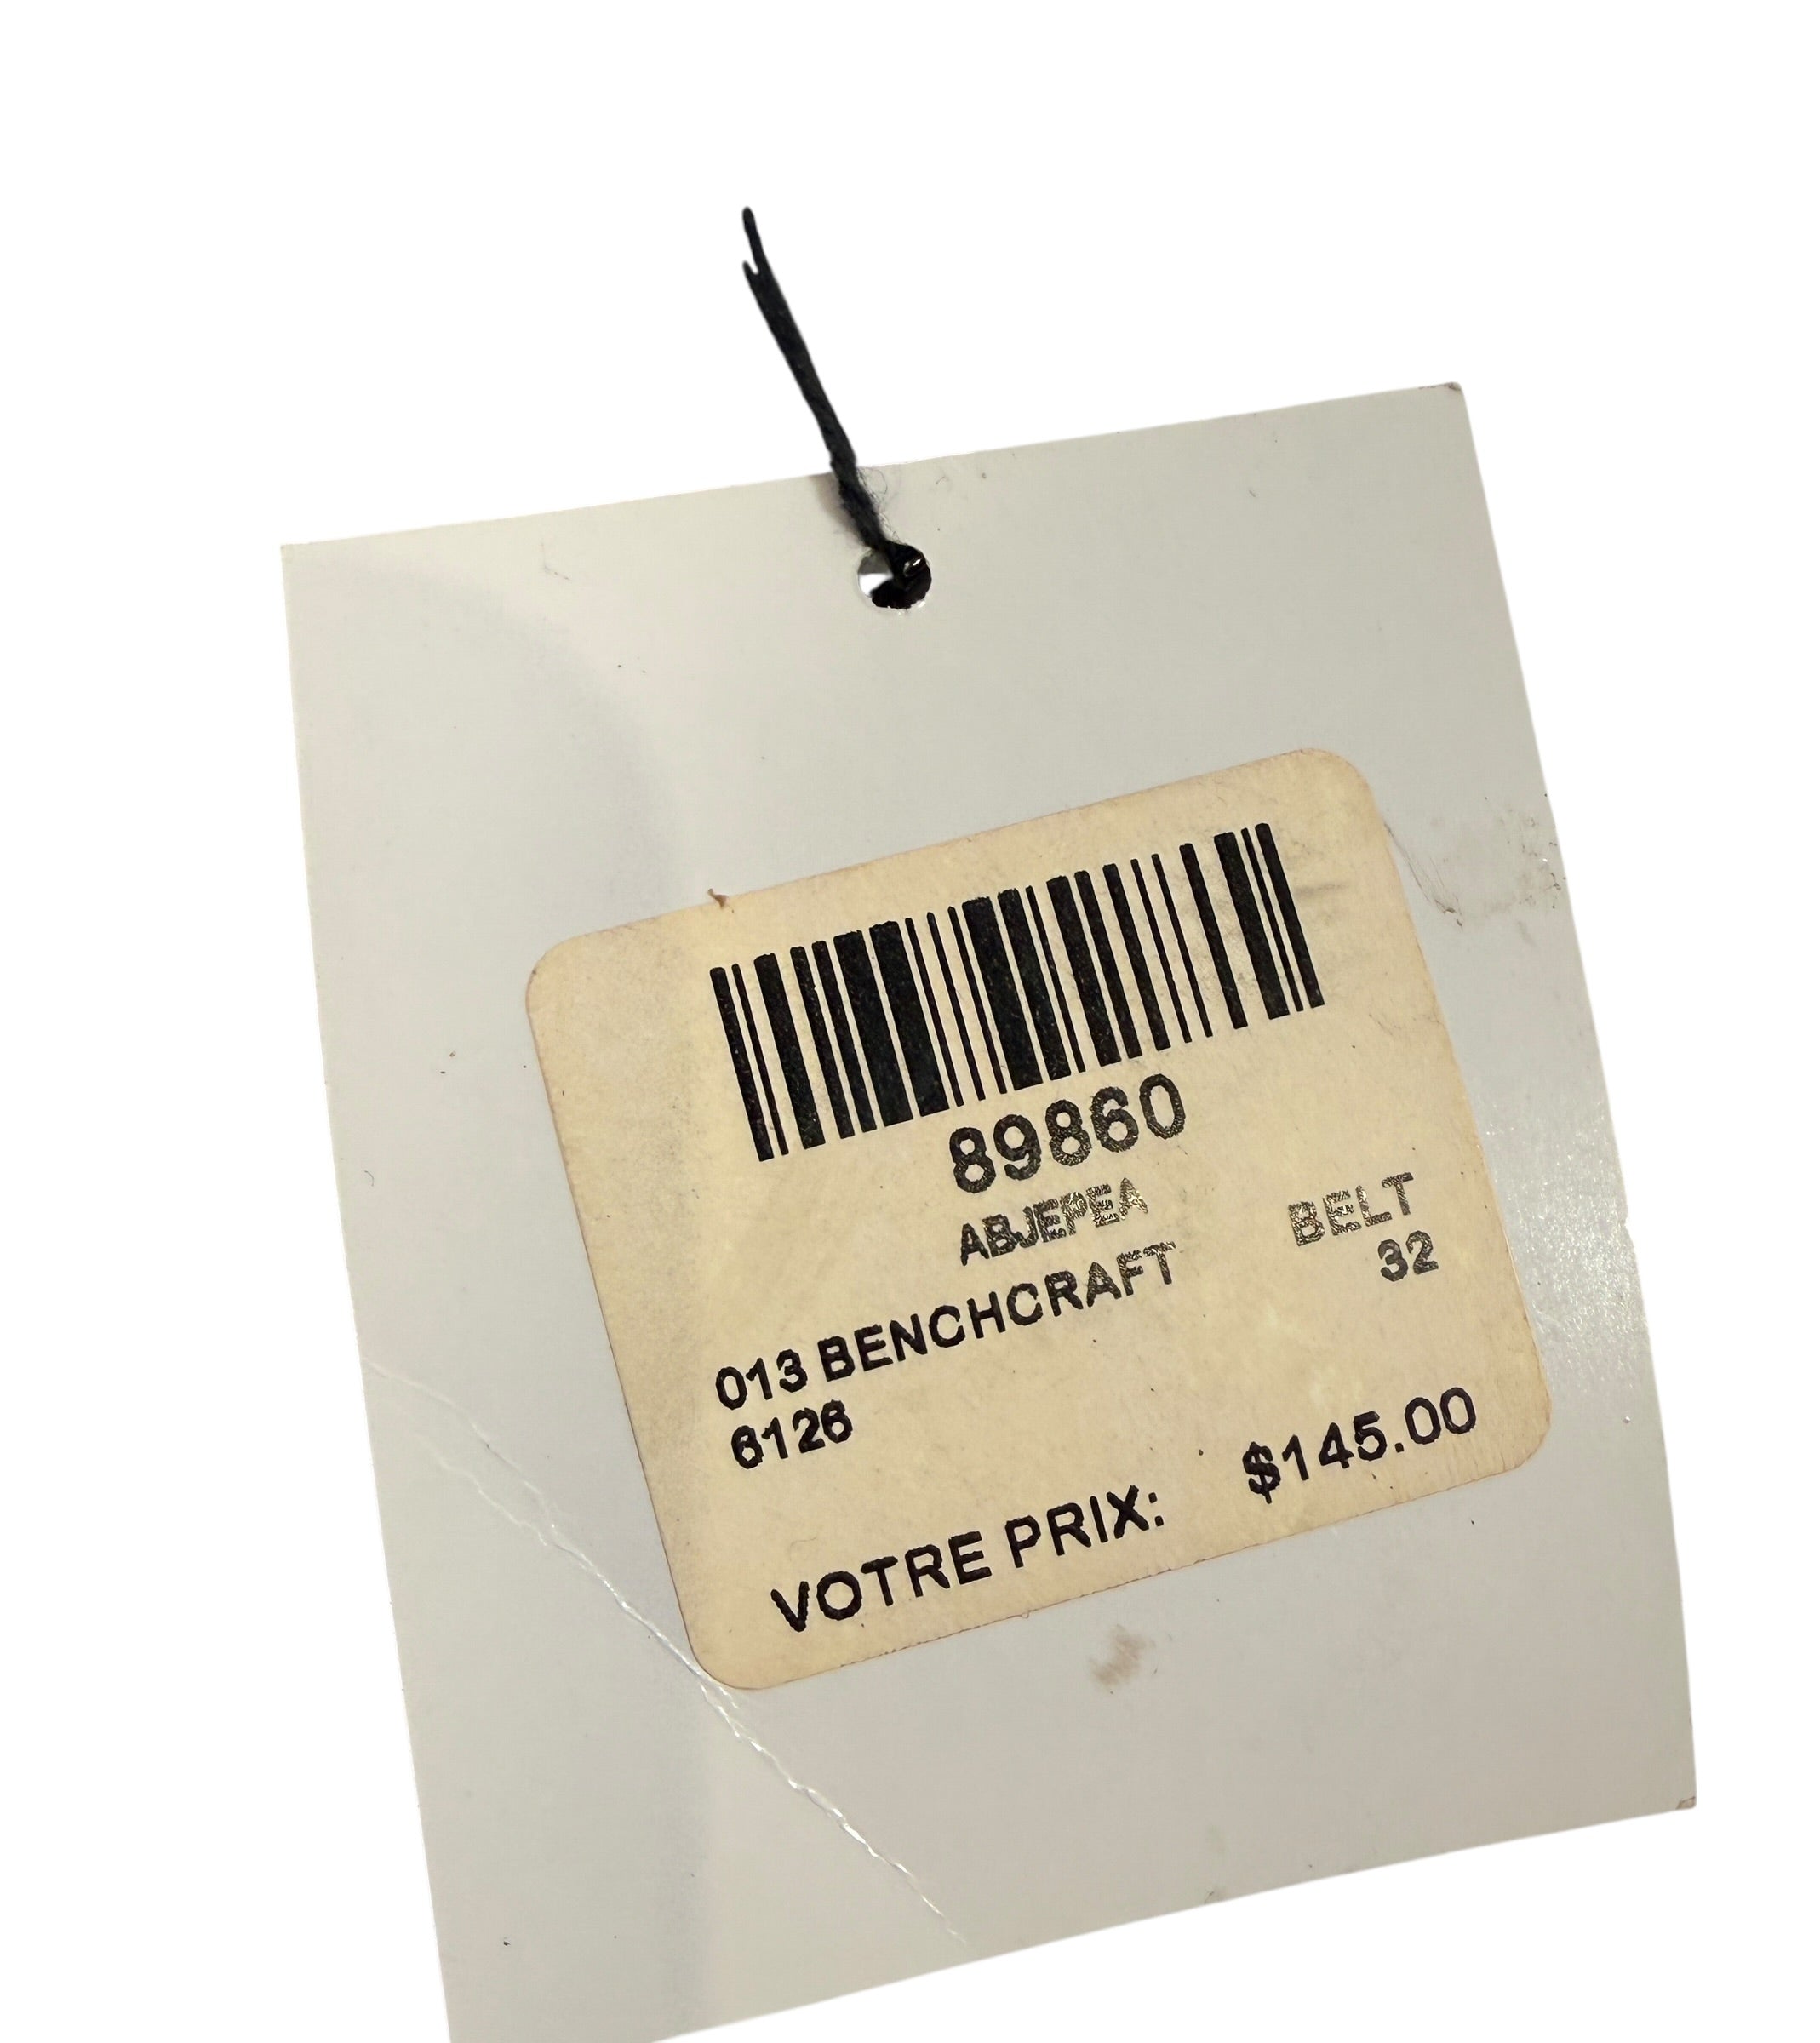 89860
ABJEPEA BELT
013 BENCHCRAFT 32
6126
VOTRE PRIX: $145.00